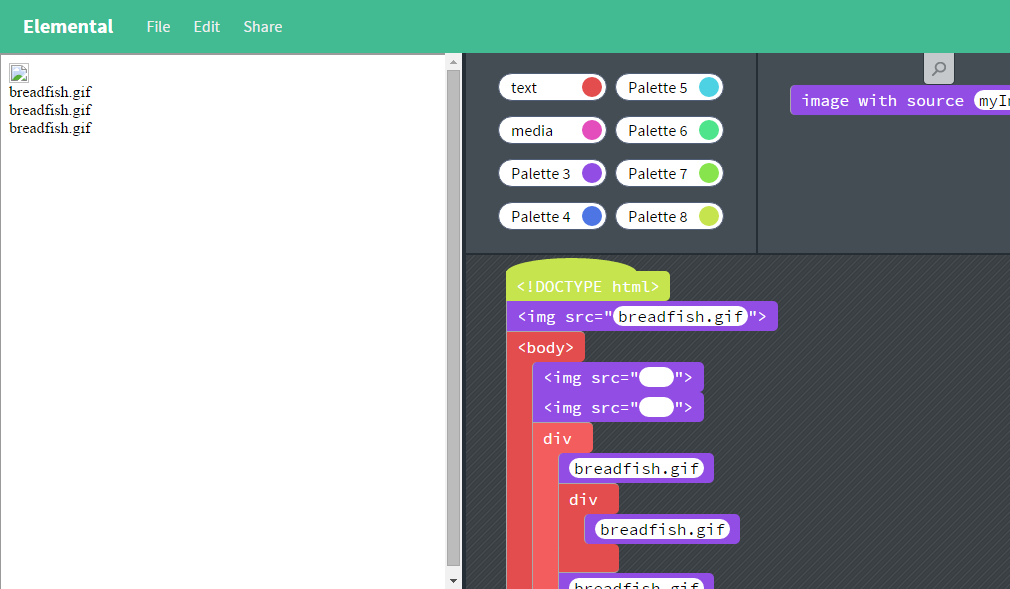 Elemental File Edit Share
breadfish.gif
breadfish.gif
breadfish.gif
text Palette 5
media Palette 6
Palette 3 Palette 7
Palette 4 Palette 8
image with source
<!DOCTYPE html>
<img src="breadfish.gif">
<body>
<img src="">
<img src="">
div
breadfish.gif
div
breadfish.gif
breadfish.gif